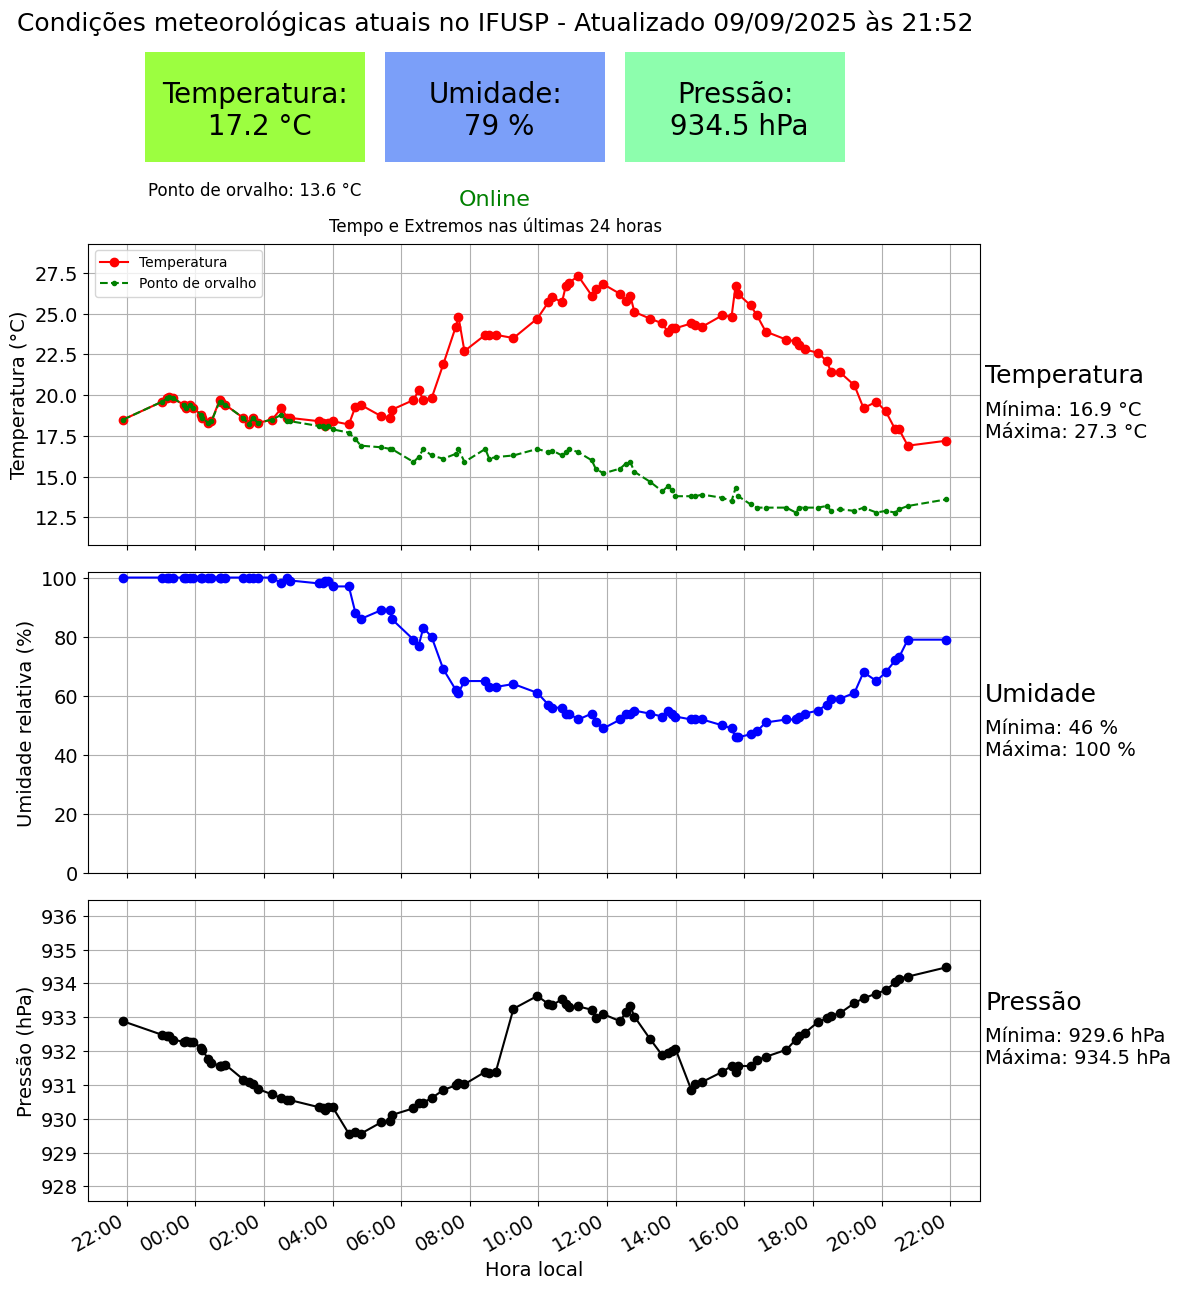 Condições meteorológicas atuais no IFUSP - Atualizado 09/09/2025 às 21:52
Temperatura:
17.2 °C
Umidade:
79 %
Pressão:
934.5 hPa
Ponto de orvalho: 13.6 °C
Online
Tempo e Extremos nas últimas 24 horas
Temperatura
Ponto de orvalho
Temperatura (°C)
27.5
25.0
22.5
20.0
17.5
15.0
12.5
Temperatura
Mínima: 16.9 °C
Máxima: 27.3 °C
Umidade relativa (%)
100
80
60
40
20
0
Umidade
Mínima: 46 %
Máxima: 100 %
Pressão (hPa)
936
935
934
933
932
931
930
929
928
Pressão
Mínima: 929.6 hPa
Máxima: 934.5 hPa
22:00
00:00
02:00
04:00
06:00
08:00
10:00
12:00
14:00
16:00
18:00
20:00
22:00
Hora local